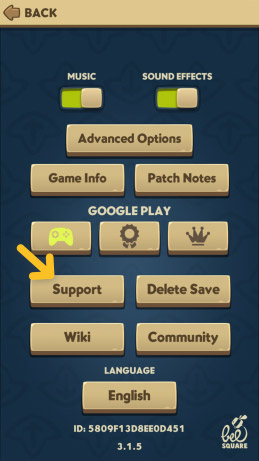 BACK
MUSIC
SOUND EFFECTS
Advanced Options
Game Info
Patch Notes
GOOGLE PLAY
Support
Delete Save
Wiki
Community
LANGUAGE
English
ID: 5809F13D8EE0D451
3.1.5
bee
SQUARE